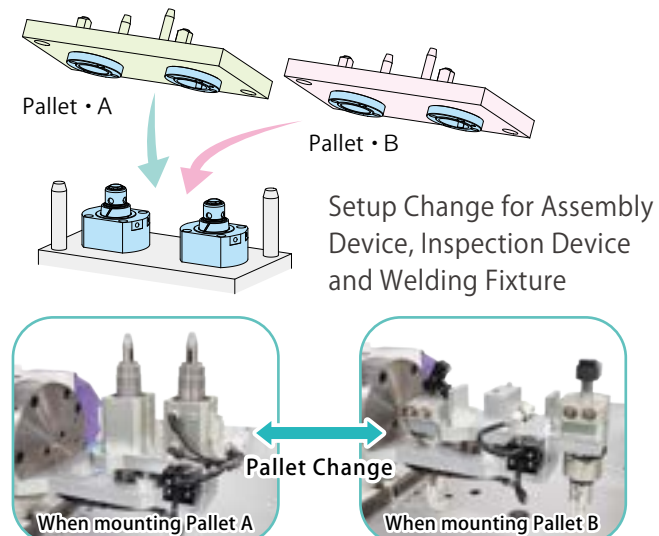 Pallet・A
Pallet・B
Setup Change for Assembly
Device, Inspection Device
and Welding Fixture
Pallet Change
When mounting Pallet A
When mounting Pallet B